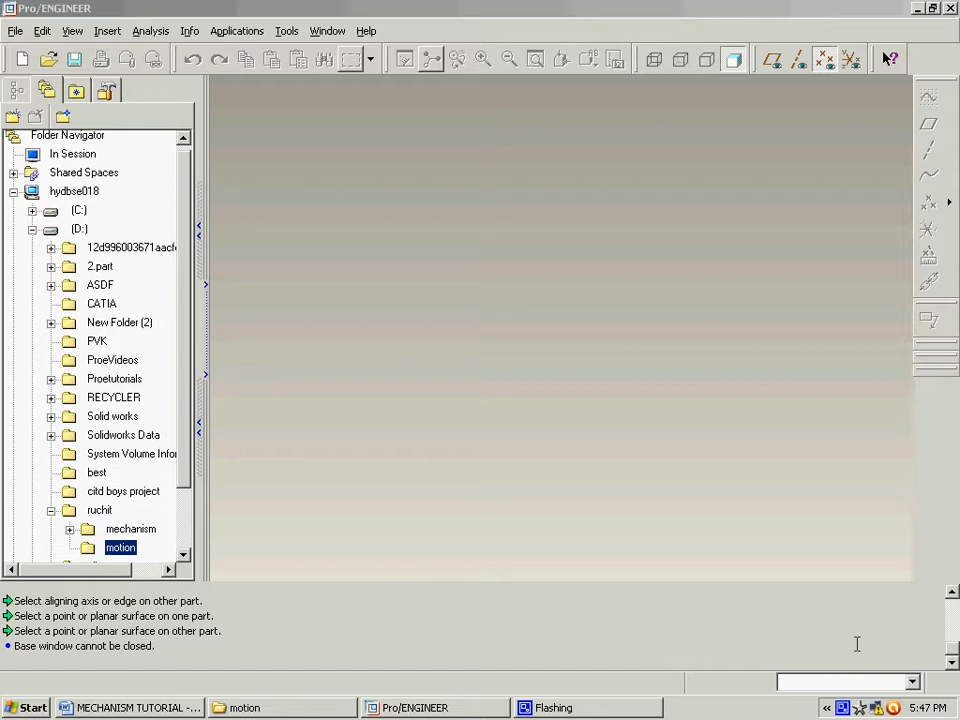 Pro/ENGINEER
File Edit View Insert Analysis Info Applications Tools Window Help
Folder Navigator
In Session
Shared Spaces
hydbse018
(C:)
(D:)
12d996003671aacfe
2.part
ASDF
CATIA
New Folder (2)
PVK
ProeVideos
Proetutorials
RECYCLER
Solid works
Solidworks Data
System Volume Infor
best
citd boys project
ruchit
mechanism
motion
Select aligning axis or edge on other part.
Select a point or planar surface on one part.
Select a point or planar surface on other part.
Base window cannot be closed.
Start MECHANISM TUTORIAL -... motion Pro/ENGINEER Flashing « 5:47 PM